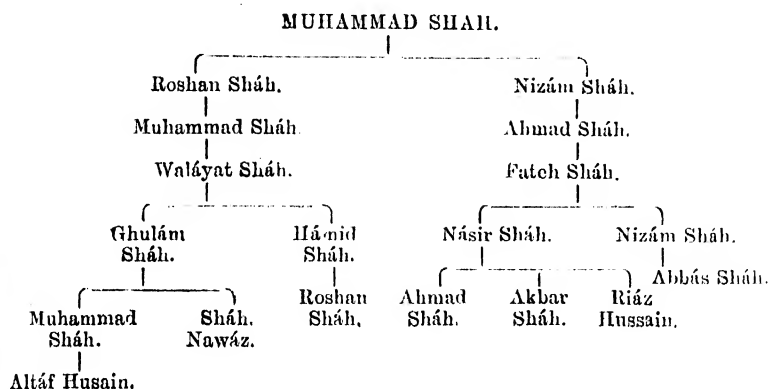 MUHAMMAD SHAH.
Roshan Sháh. Nizám Sháh.
Muhammad Sháh. Ahmad Sháh.
Waláyat Sháh. Fateh Sháh.
Ghulám Hámid Násir Sháh. Nizám Sháh.
Sháh. Sháh.
Abbás Sháh.
Roshan Ahmad Akbar Riáz
Muhammad Sháh. Sháh. Sháh. Sháh. Hussain.
Sháh. Nawáz.
Altáf Husain.